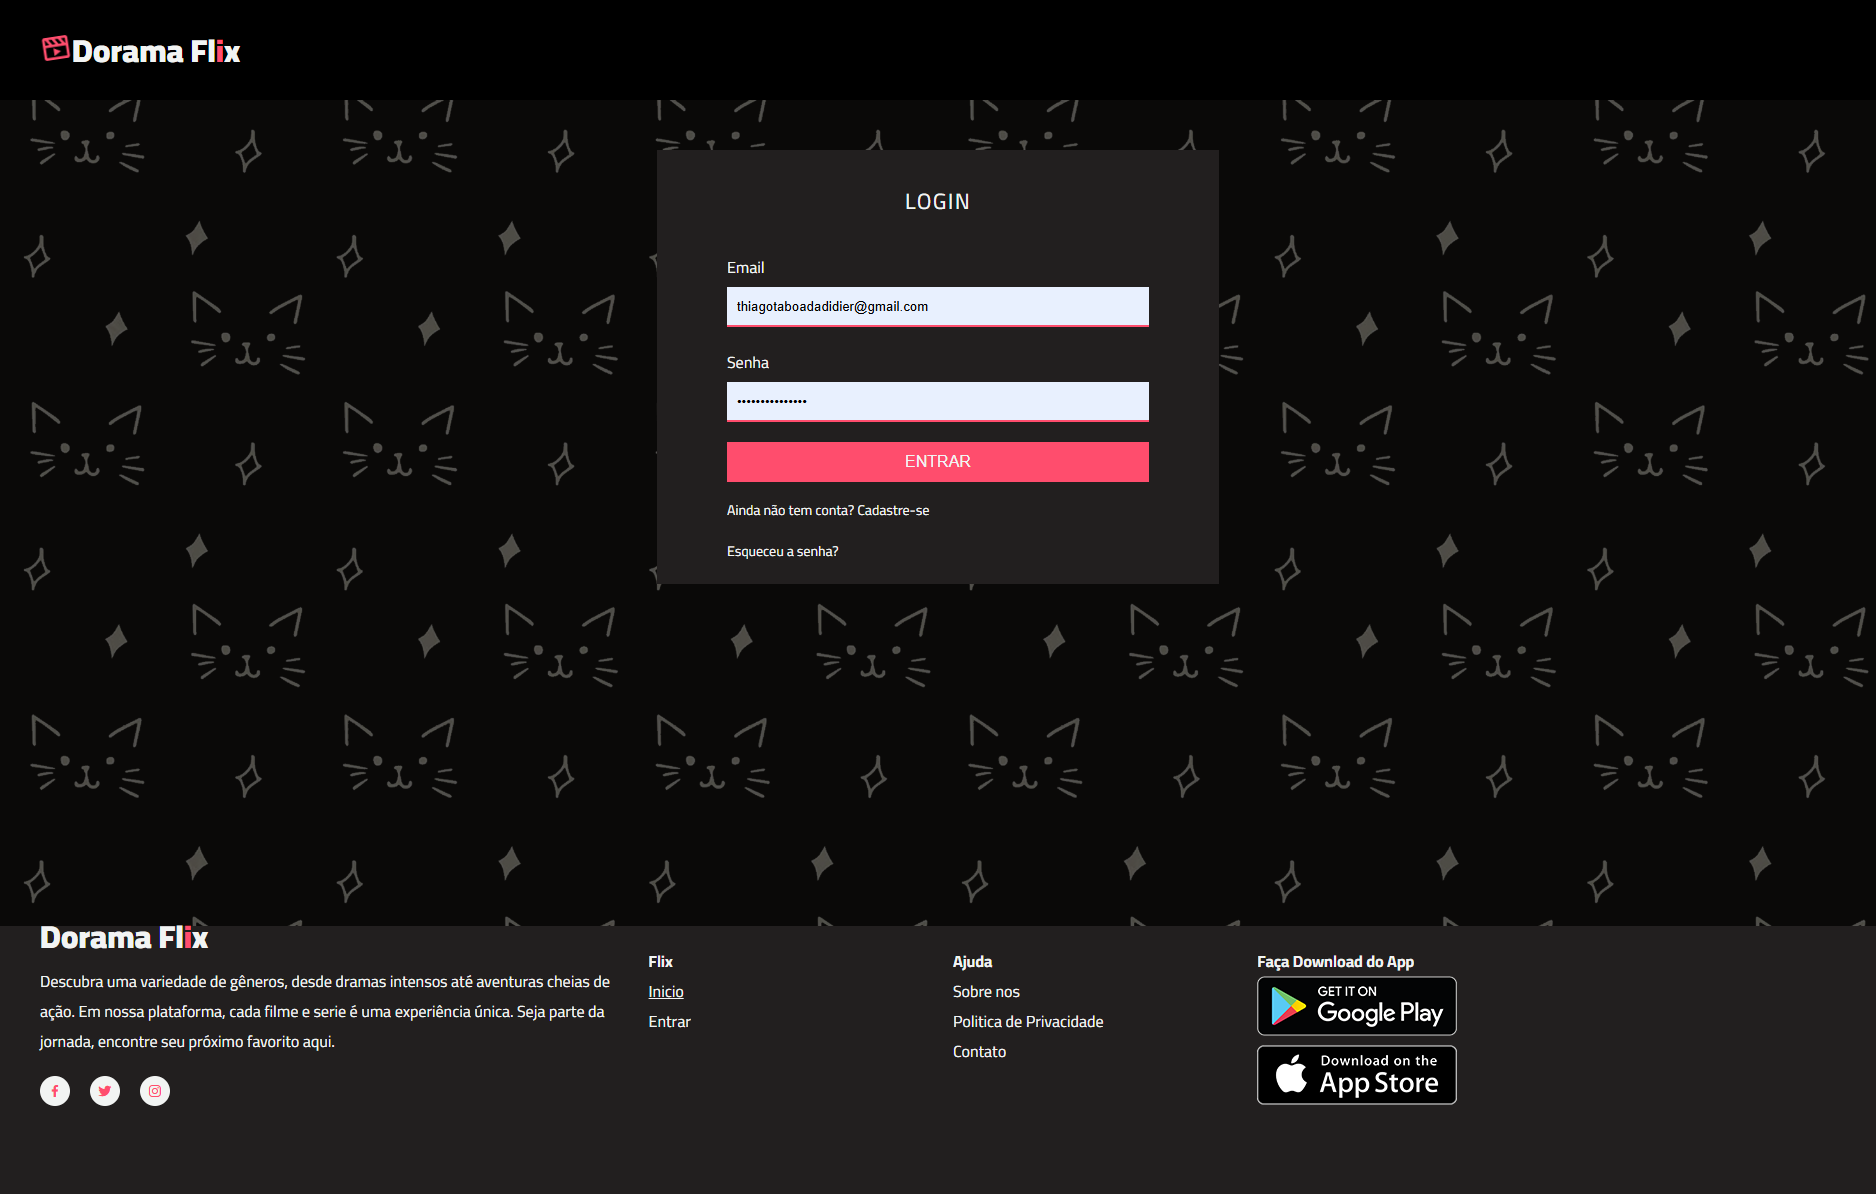 Dorama Flix
LOGIN
Email
thiagotaboadadidier@gmail.com
Senha
•••••••••••••••
ENTRAR
Ainda não tem conta? Cadastre-se
Esqueceu a senha?
Dorama Flix
Descubra uma variedade de gêneros, desde dramas intensos até aventuras cheias de
ação. Em nossa plataforma, cada filme e serie é uma experiência única. Seja parte da
jornada, encontre seu próximo favorito aqui.
Flix
Inicio
Entrar
Ajuda
Sobre nos
Politica de Privacidade
Contato
Faça Download do App
GET IT ON
Google Play
Download on the
App Store